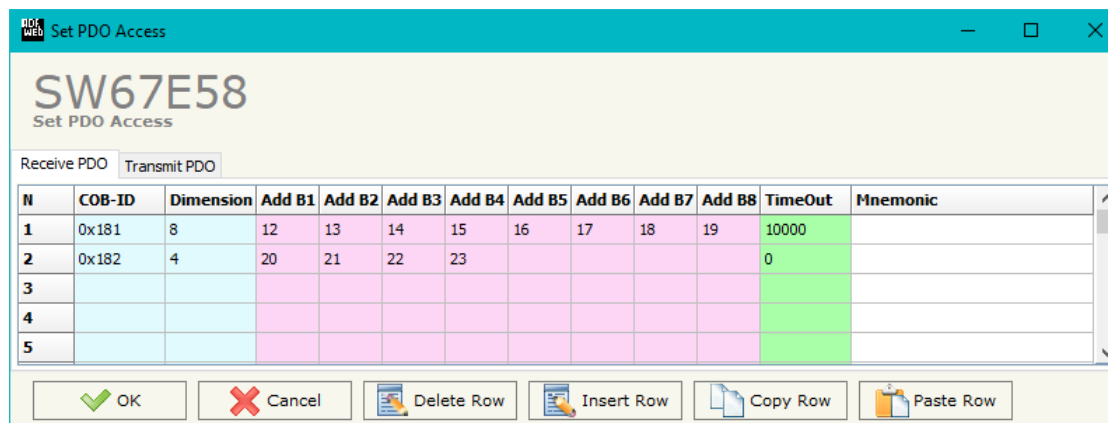 ADF
WEB
Set PDO Access
SW67E58
Set PDO Access
Receive PDO Transmit PDO
N COB-ID Dimension Add B1 Add B2 Add B3 Add B4 Add B5 Add B6 Add B7 Add B8 TimeOut Mnemonic
1 0x181 8 12 13 14 15 16 17 18 19 10000
2 0x182 4 20 21 22 23 0
3
4
5
OK Cancel Delete Row Insert Row Copy Row Paste Row